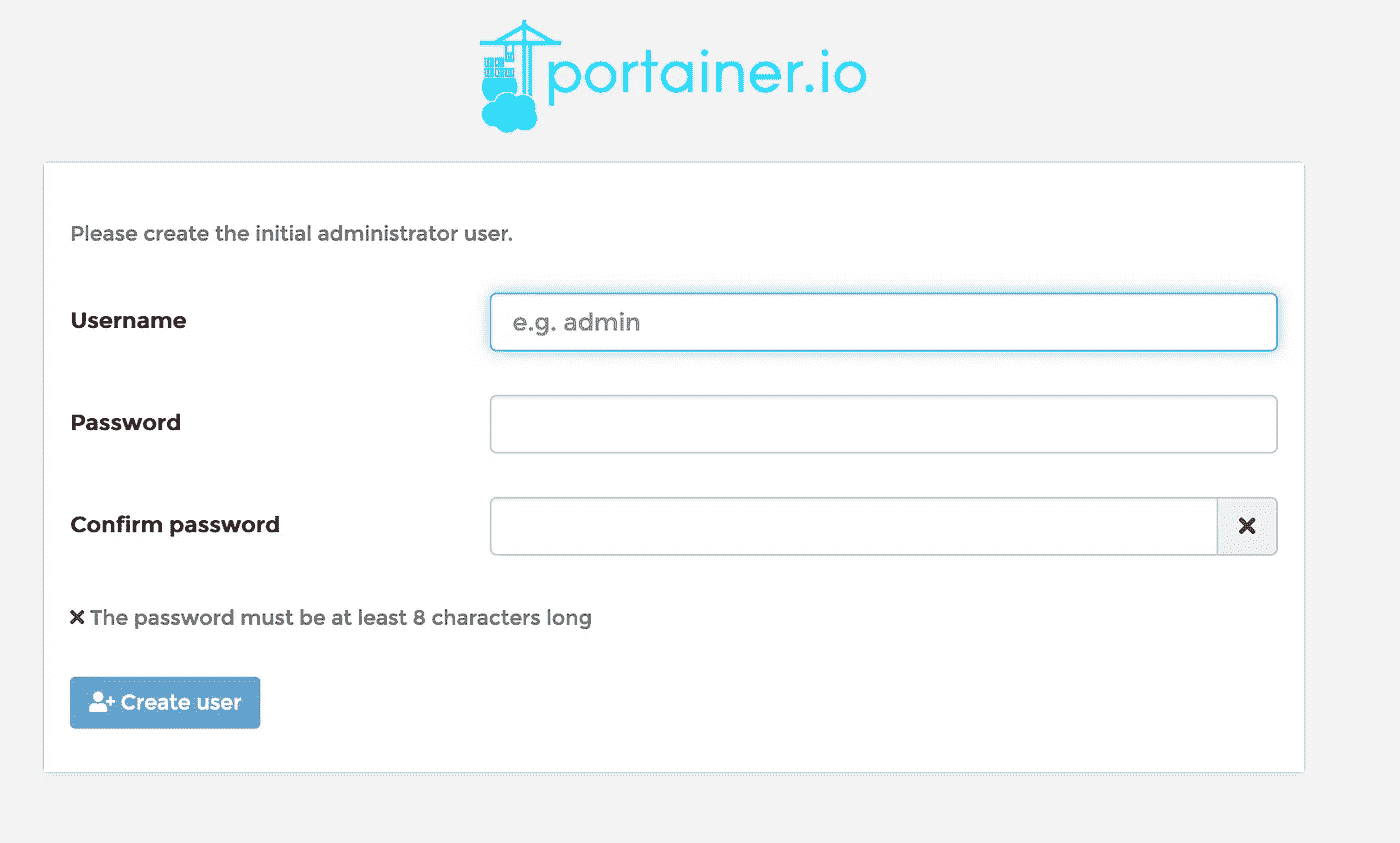 portainer.io
Please create the initial administrator user.
Username
e.g. admin
Password
Confirm password
The password must be at least 8 characters long
Create user